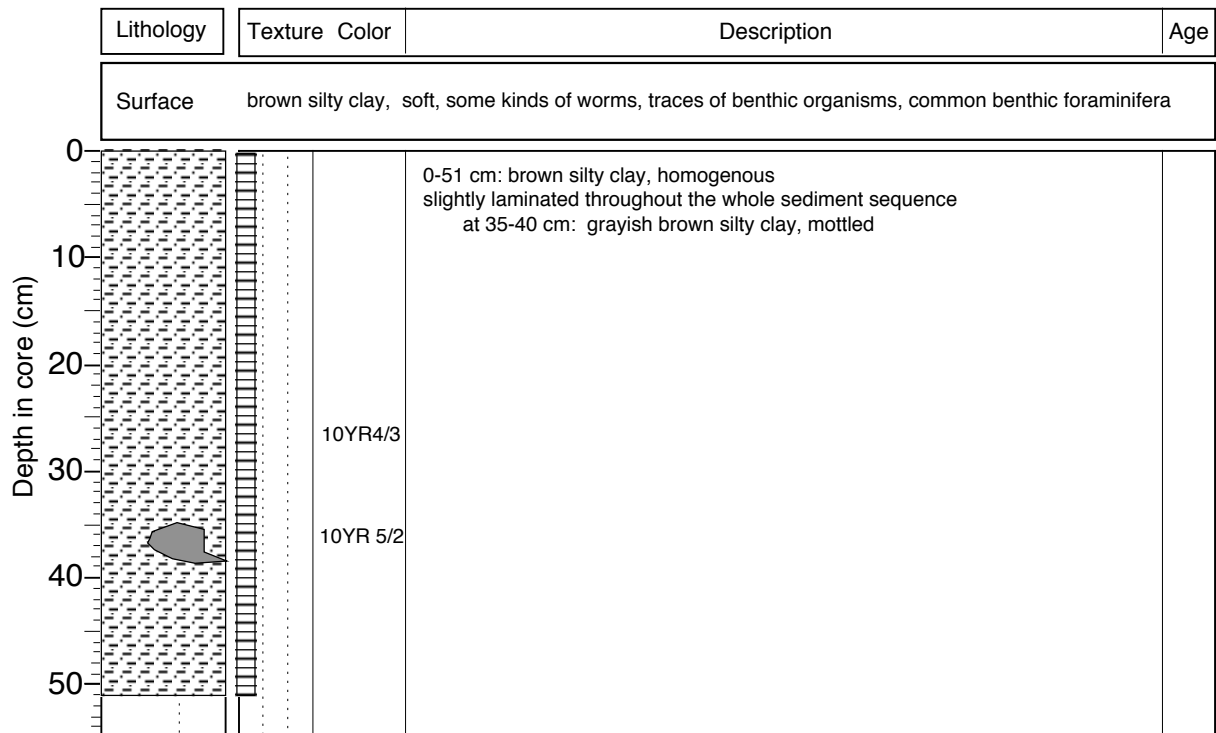 Lithology Texture Color Description Age
Surface brown silty clay, soft, some kinds of worms, traces of benthic organisms, common benthic foraminifera
0
0-51 cm: brown silty clay, homogenous
slightly laminated throughout the whole sediment sequence
at 35-40 cm: grayish brown silty clay, mottled
10
Depth in core (cm)
20
10YR4/3
30
10YR 5/2
40
50